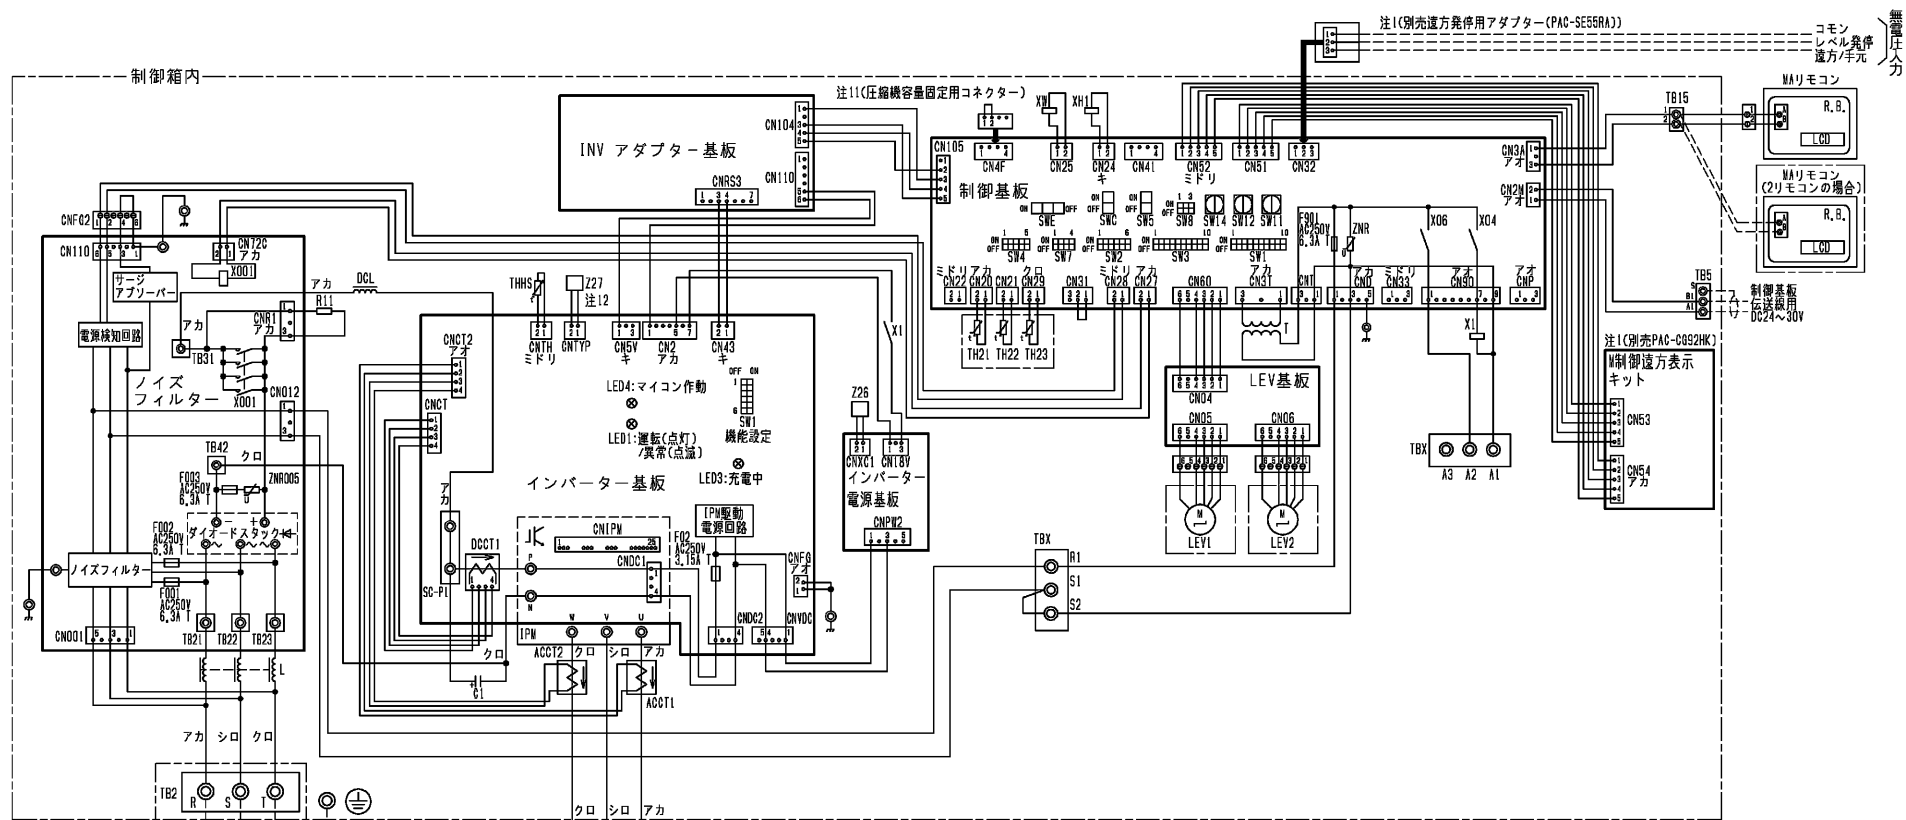 注1(別売遠方発停用アダプター(PAC-SE55RA))
コモン
レベル発停
遠方/手元
無電圧入力
制御箱内
MAリモコン
R.B.
LCD
TB15
MAリモコン
(2リモコンの場合)
R.B.
LCD
注11(圧縮機容量固定用コネクター)
XH1
INV アダプター基板
CN104
CN110
CNRS3
CN105
制御基板
CN4F
CN25
CN24
キ
CN41
CN52
ミドリ
CN51
CN32
CN3A
アオ
CN2M
アオ
SWC
SW5
SW8
SW14
SW12
SW11
SW4
SW7
SW2
SW3
SW1
F901
AC250V
6.3A T
ZNR
X06
X04
ミドリ
CN22
アカ
CN20
CN21
クロ
CN29
CN31
ミドリ
CN28
アカ
CN27
CN60
アカ
CN3T
CNT
アカ
CND
ミドリ
CN33
アオ
CN9D
アオ
CNP
TH21
TH22
TH23
T
X1
TB5
S
B1
A1
制御基板
伝送線用
DC24～30V
注1(別売PAC-CQ92HK)
M制御遠方表示
キット
CN53
CN54
アカ
LEV基板
CN04
CN05
CN06
M
LEV1
M
LEV2
TBX
A3
A2
A1
TBX
R1
S1
S2
CNFG2
CN110
CN72C
アカ
X001
サージ
アブソーバー
電源検知回路
アカ
DCL
R11
CNR1
アカ
アカ
TB31
ノイズ
フィルター
X001
CN012
TB42
クロ
F003
AC250V
6.3A T
ZNR005
ダイオードスタック
F002
AC250V
6.3A T
ノイズフィルター
F001
AC250V
6.3A T
CN001
TB21
TB22
TB23
L
アカ
シロ
クロ
TB2
R
S
T
THHS
Z27
注12
CNTH
ミドリ
CNTYP
CN5V
キ
CN2
アカ
CN43
キ
X1
CNCT2
アオ
CNCT
LED4:マイコン作動
LED1:運転(点灯)
/異常(点滅)
OFF ON
SW1
機能設定
LED3:充電中
インバーター基板
アカ
SC-P1
DCCT1
CNIPM
P
N
CNDC1
IPM
W
V
U
IPM駆動
電源回路
F02
AC250V
3.15A T
CNFG
アオ
CNDC2
CNVDC
Z26
CNXC1
CN18V
インバーター
電源基板
CNPW2
クロ
C1
ACCT2
クロ
シロ
アカ
ACCT1
クロ
シロ
アカ